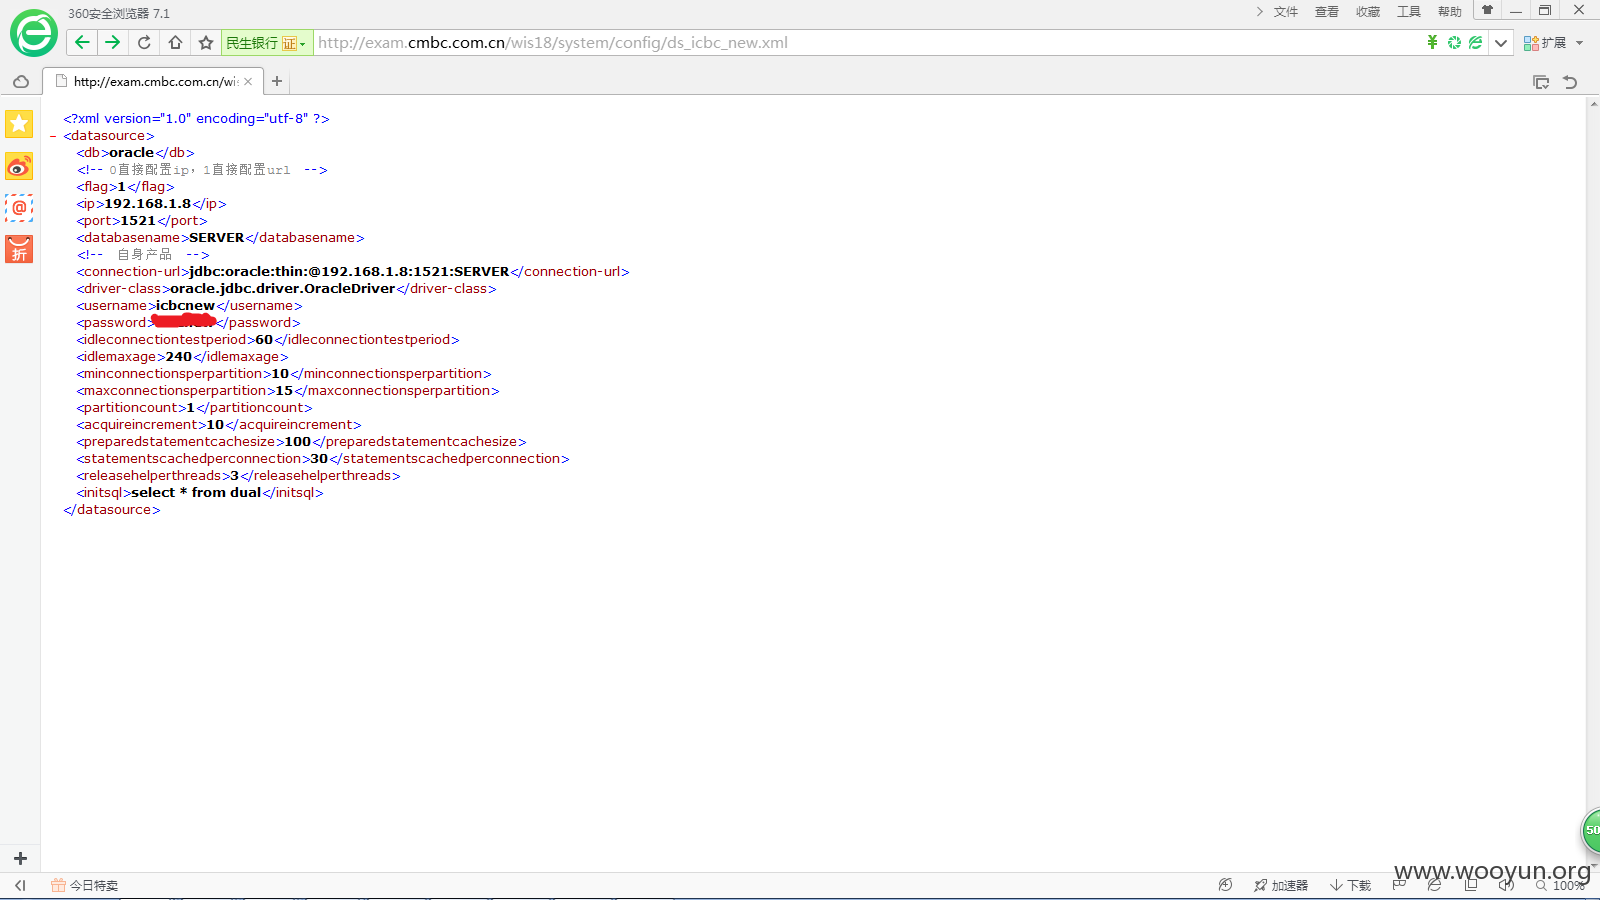 360安全浏览器 7.1
文件 查看 收藏 工具 帮助
民生银行 证 http://exam.cmbc.com.cn/wis18/system/config/ds_icbc_new.xml
扩展
http://exam.cmbc.com.cn/wi
<?xml version="1.0" encoding="utf-8" ?>
- <datasource>
<db>oracle</db>
<!-- 0直接配置ip，1直接配置url -->
<flag>1</flag>
<ip>192.168.1.8</ip>
<port>1521</port>
<databasename>SERVER</databasename>
<!-- 自身产品 -->
<connection-url>jdbc:oracle:thin:@192.168.1.8:1521:SERVER</connection-url>
<driver-class>oracle.jdbc.driver.OracleDriver</driver-class>
<username>icbcnew</username>
<password></password>
<idleconnectiontestperiod>60</idleconnectiontestperiod>
<idlemaxage>240</idlemaxage>
<minconnectionsperpartition>10</minconnectionsperpartition>
<maxconnectionsperpartition>15</maxconnectionsperpartition>
<partitioncount>1</partitioncount>
<acquireincrement>10</acquireincrement>
<preparedstatementcachesize>100</preparedstatementcachesize>
<statementscachedperconnection>30</statementscachedperconnection>
<releasehelperthreads>3</releasehelperthreads>
<initsql>select * from dual</initsql>
</datasource>
折
50
www.wooyun.org
今日特卖
加速器 下载 100%